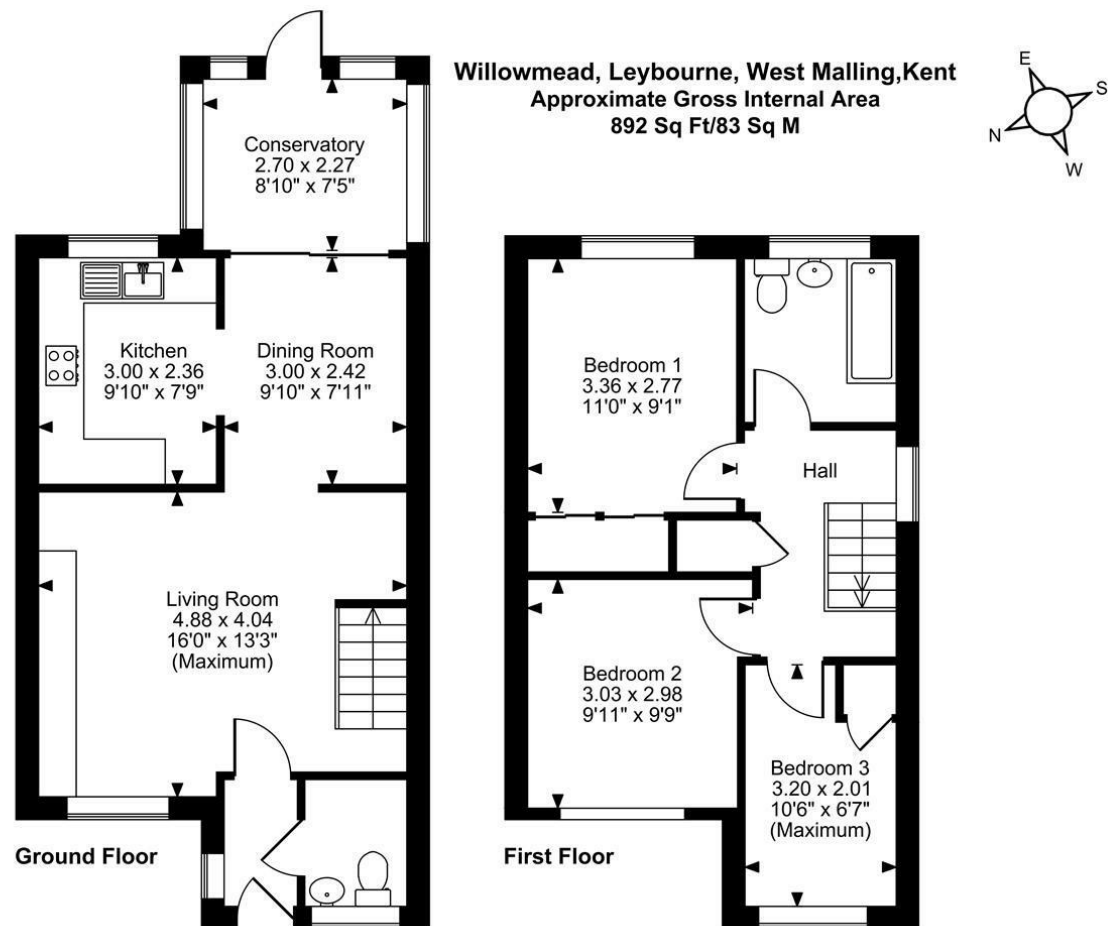 Willowmead, Leybourne, West Malling,Kent
Approximate Gross Internal Area
892 Sq Ft/83 Sq M
E
S
N
W
Conservatory
2.70 x 2.27
8'10" x 7'5"
Kitchen
3.00 x 2.36
9'10" x 7'9"
Dining Room
3.00 x 2.42
9'10" x 7'11"
Living Room
4.88 x 4.04
16'0" x 13'3"
(Maximum)
Ground Floor
Bedroom 1
3.36 x 2.77
11'0" x 9'1"
Hall
Bedroom 2
3.03 x 2.98
9'11" x 9'9"
Bedroom 3
3.20 x 2.01
10'6" x 6'7"
(Maximum)
First Floor